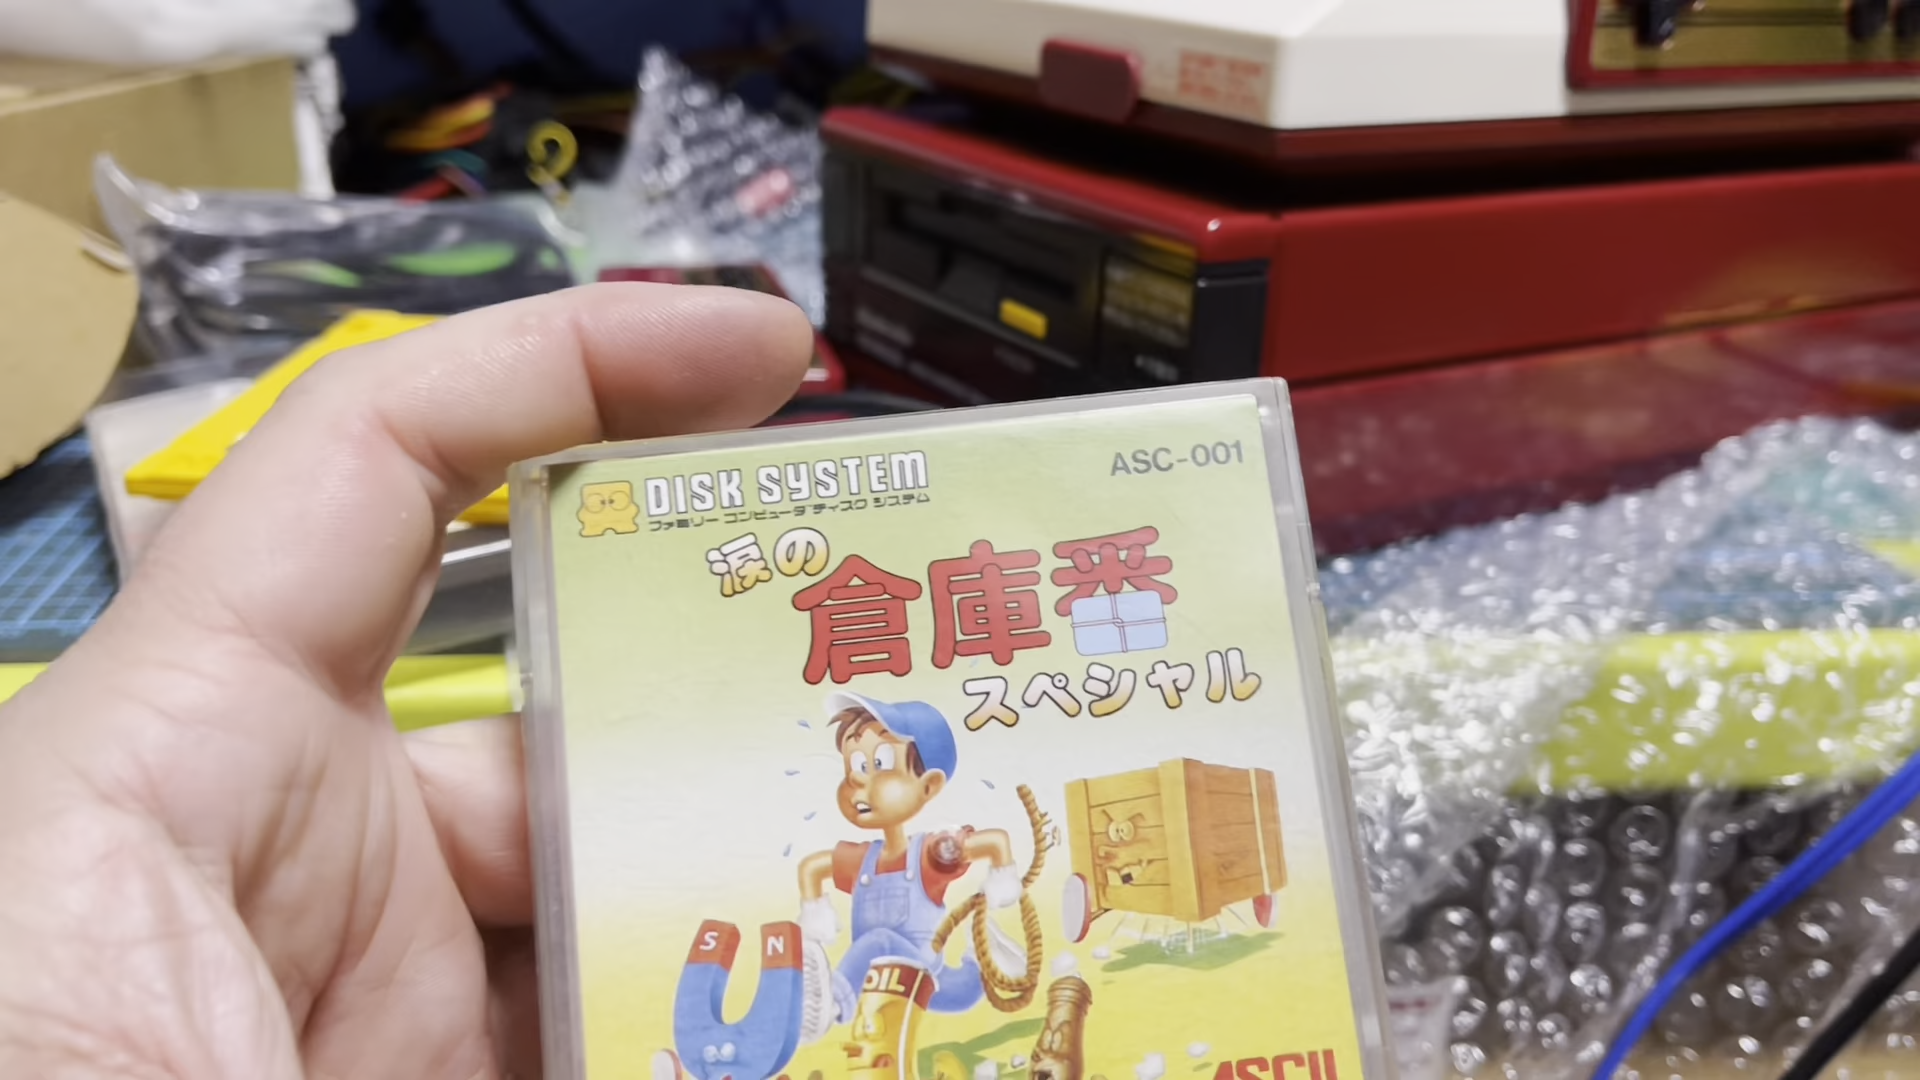 DISK SYSTEM
ファミリー コンピュータ ディスク システム
ASC-001
涙の
倉庫番
スペシャル
S N
OIL
ASCII